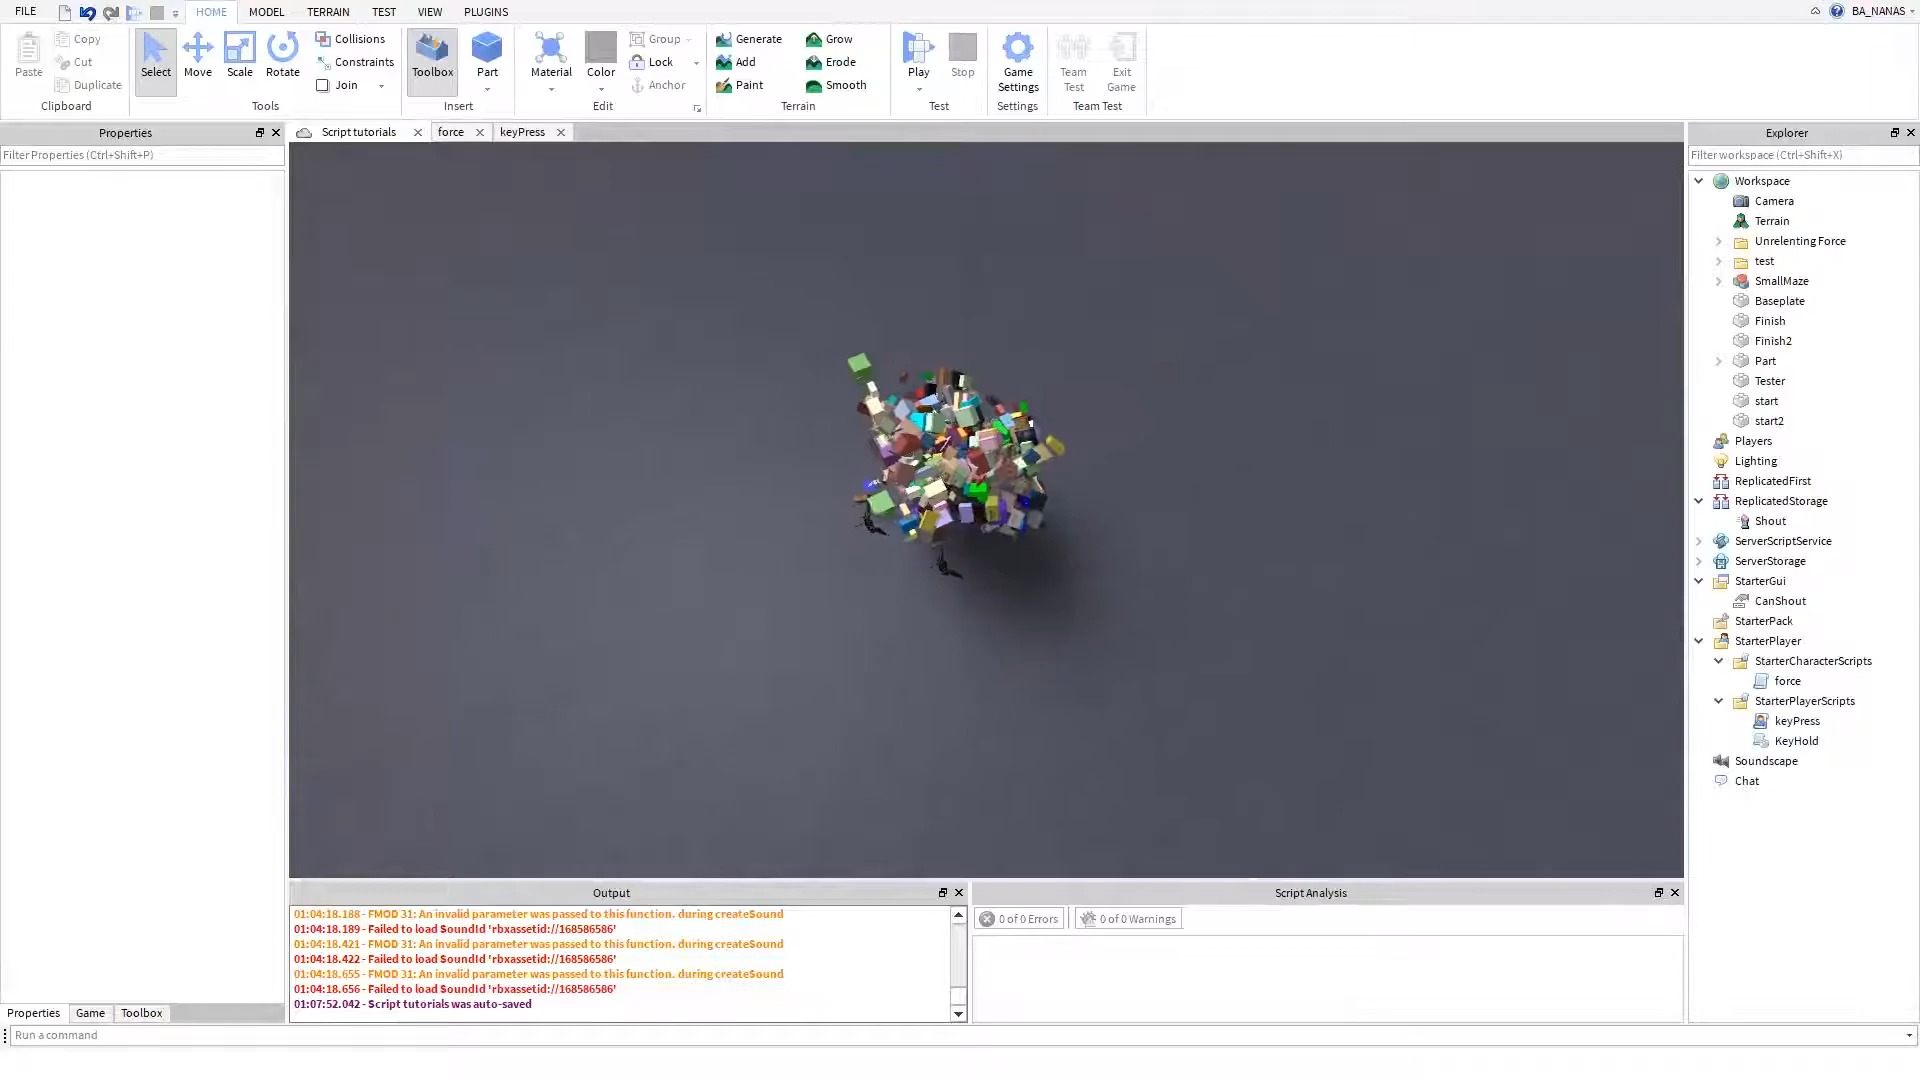 FILE
HOME
MODEL
TERRAIN
TEST
VIEW
PLUGINS
BA_NANAS
Paste
Copy
Cut
Duplicate
Clipboard
Select
Move
Scale
Rotate
Collisions
Constraints
Join
Tools
Toolbox
Part
Insert
Material
Color
Group
Lock
Anchor
Edit
Generate
Add
Paint
Grow
Erode
Smooth
Terrain
Play
Stop
Test
Game
Settings
Settings
Team
Test
Exit
Game
Team Test
Properties
Filter Properties (Ctrl+Shift+P)
Script tutorials
force
keyPress
Explorer
Filter workspace (Ctrl+Shift+X)
Workspace
Camera
Terrain
Unrelenting Force
test
SmallMaze
Baseplate
Finish
Finish2
Part
Tester
start
start2
Players
Lighting
ReplicatedFirst
ReplicatedStorage
Shout
ServerScriptService
ServerStorage
StarterGui
CanShout
StarterPack
StarterPlayer
StarterCharacterScripts
force
StarterPlayerScripts
keyPress
KeyHold
Soundscape
Chat
Output
01:04:18.188 - FMOD 31: An invalid parameter was passed to this function. during createSound
01:04:18.189 - Failed to load SoundId 'rbxassetid://168586586'
01:04:18.421 - FMOD 31: An invalid parameter was passed to this function. during createSound
01:04:18.422 - Failed to load SoundId 'rbxassetid://168586586'
01:04:18.655 - FMOD 31: An invalid parameter was passed to this function. during createSound
01:04:18.656 - Failed to load SoundId 'rbxassetid://168586586'
01:07:52.042 - Script tutorials was auto-saved
Script Analysis
0 of 0 Errors
0 of 0 Warnings
Properties
Game
Toolbox
Run a command